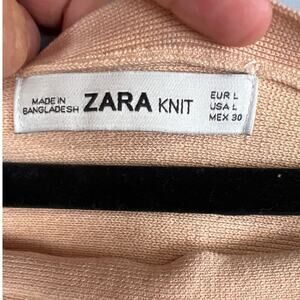 MADE IN
BANGLADESH
ZARA KNIT
EUR L
USA L
MEX 30